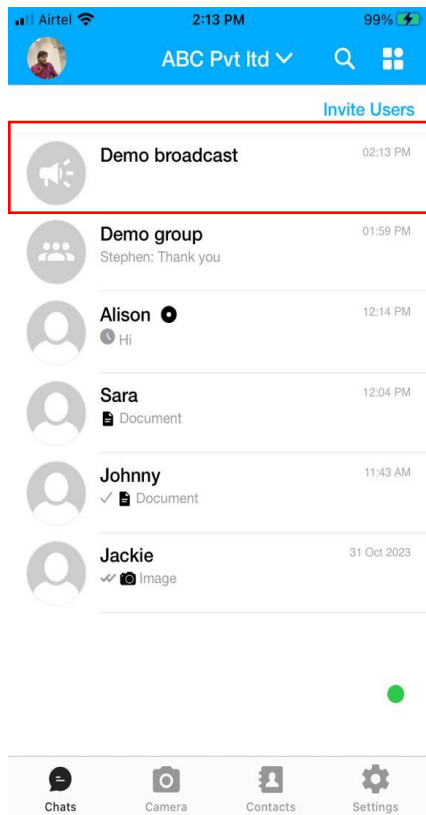 Airtel 2:13 PM 99%
ABC Pvt ltd
Invite Users
Demo broadcast 02:13 PM
Demo group 01:59 PM
Stephen: Thank you
Alison 12:14 PM
Hi
Sara 12:04 PM
Document
Johnny 11:43 AM
Document
Jackie 31 Oct 2023
Image
Chats Camera Contacts Settings